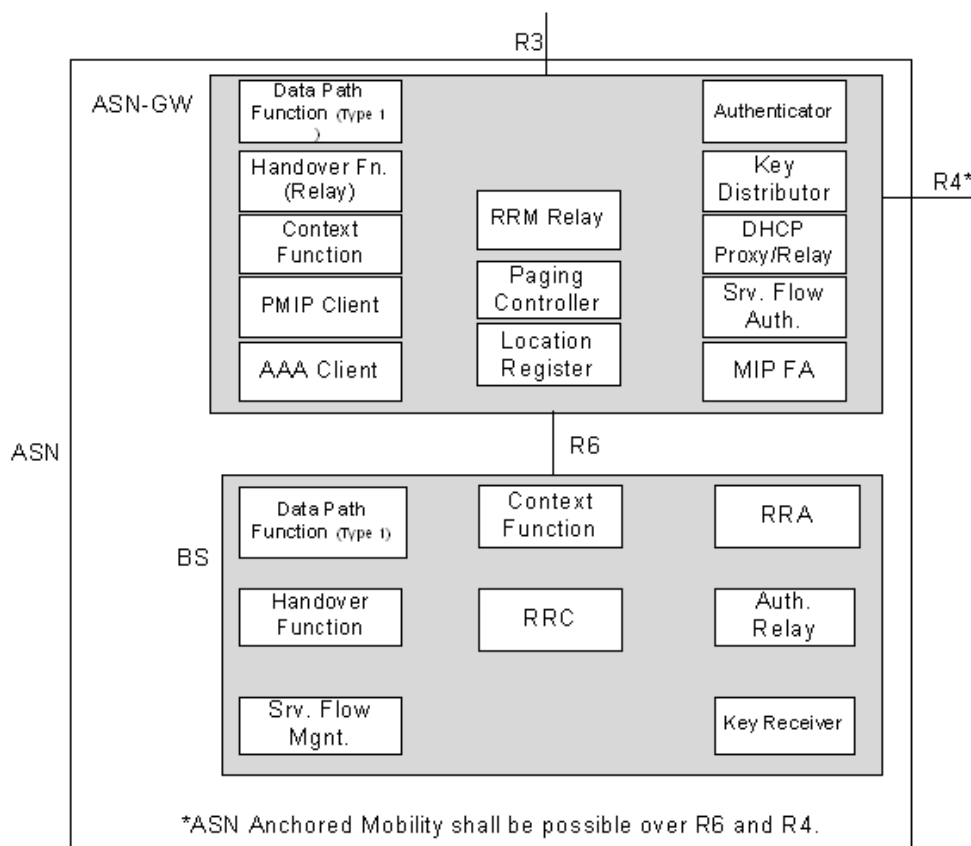 R3
ASN-GW
Data Path
Function (Type 1
)
Handover Fn.
(Relay)
Context
Function
PMIP Client
AAA Client
RRM Relay
Paging
Controller
Location
Register
Authenticator
Key
Distributor
DHCP
Proxy/Relay
Srv. Flow
Auth.
MIP FA
R4*
ASN
R6
BS
Data Path
Function (Type 1)
Handover
Function
Srv. Flow
Mgnt.
Context
Function
RRC
RRA
Auth.
Relay
Key Receiver
*ASN Anchored Mobility shall be possible over R6 and R4.